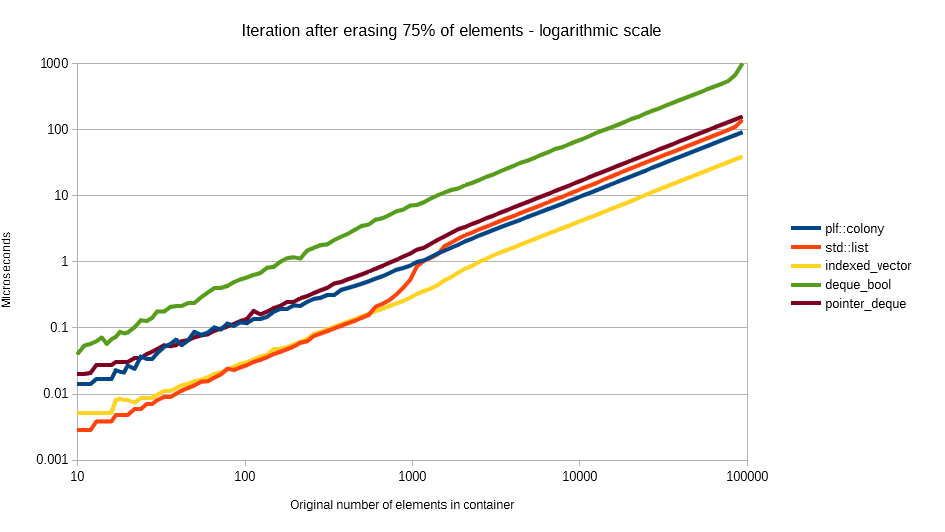 Iteration after erasing 75% of elements - logarithmic scale
1000
100
10
1
0.1
0.01
0.001
10 100 1000 10000 100000
Microseconds
Original number of elements in container
plf::colony
std::list
indexed_vector
deque_bool
pointer_deque